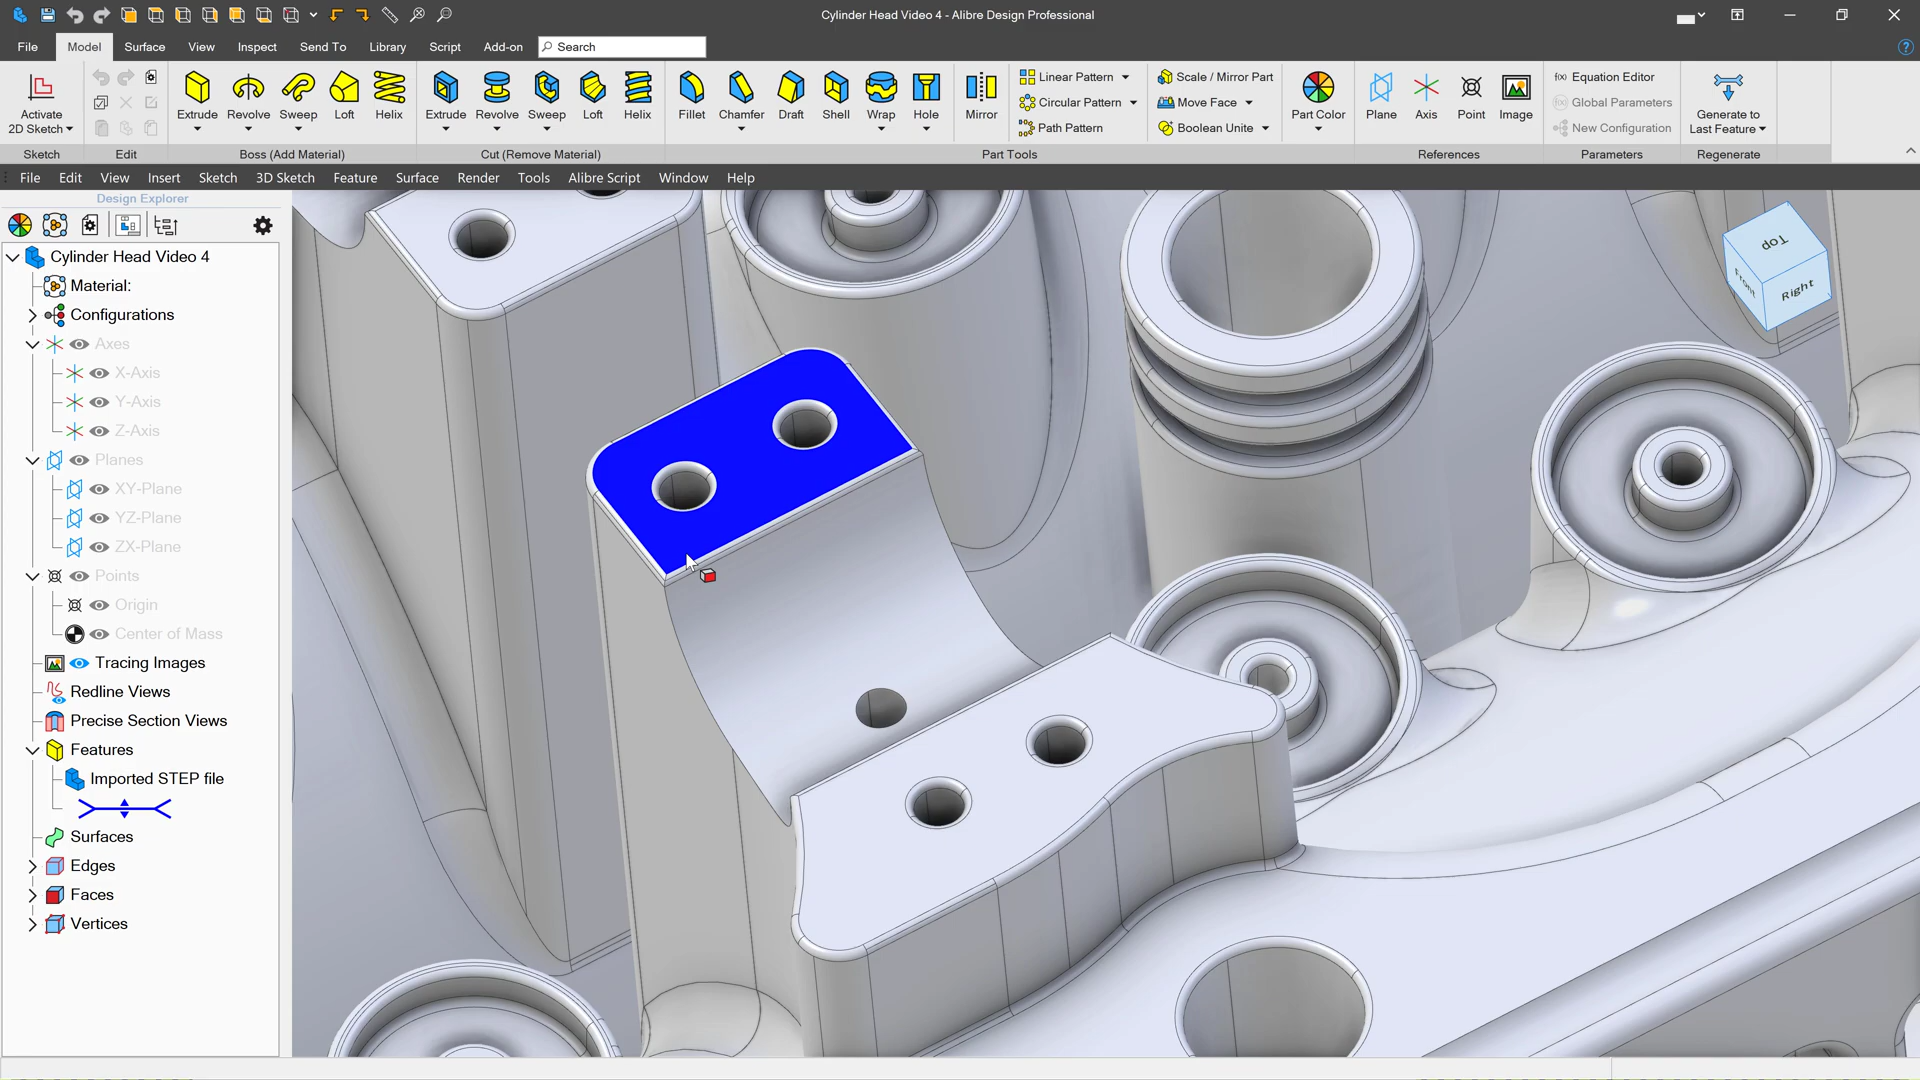 Cylinder Head Video 4 - Alibre Design Professional
File Model Surface View Inspect Send To Library Script Add-on Search
Activate
2D Sketch
Extrude Revolve Sweep Loft Helix
Extrude Revolve Sweep Loft Helix
Fillet Chamfer Draft Shell Wrap Hole Mirror
Linear Pattern
Circular Pattern
Path Pattern
Scale / Mirror Part
Move Face
Boolean Unite
Part Color
Plane Axis Point Image
f(x) Equation Editor
f(x) Global Parameters
New Configuration
Generate to
Last Feature
Sketch Edit Boss (Add Material) Cut (Remove Material) Part Tools References Parameters Regenerate
File Edit View Insert Sketch 3D Sketch Feature Surface Render Tools Alibre Script Window Help
Design Explorer
Cylinder Head Video 4
Material:
Configurations
Axes
X-Axis
Y-Axis
Z-Axis
Planes
XY-Plane
YZ-Plane
ZX-Plane
Points
Origin
Center of Mass
Tracing Images
Redline Views
Precise Section Views
Features
Imported STEP file
Surfaces
Edges
Faces
Vertices
Top
Front
Right